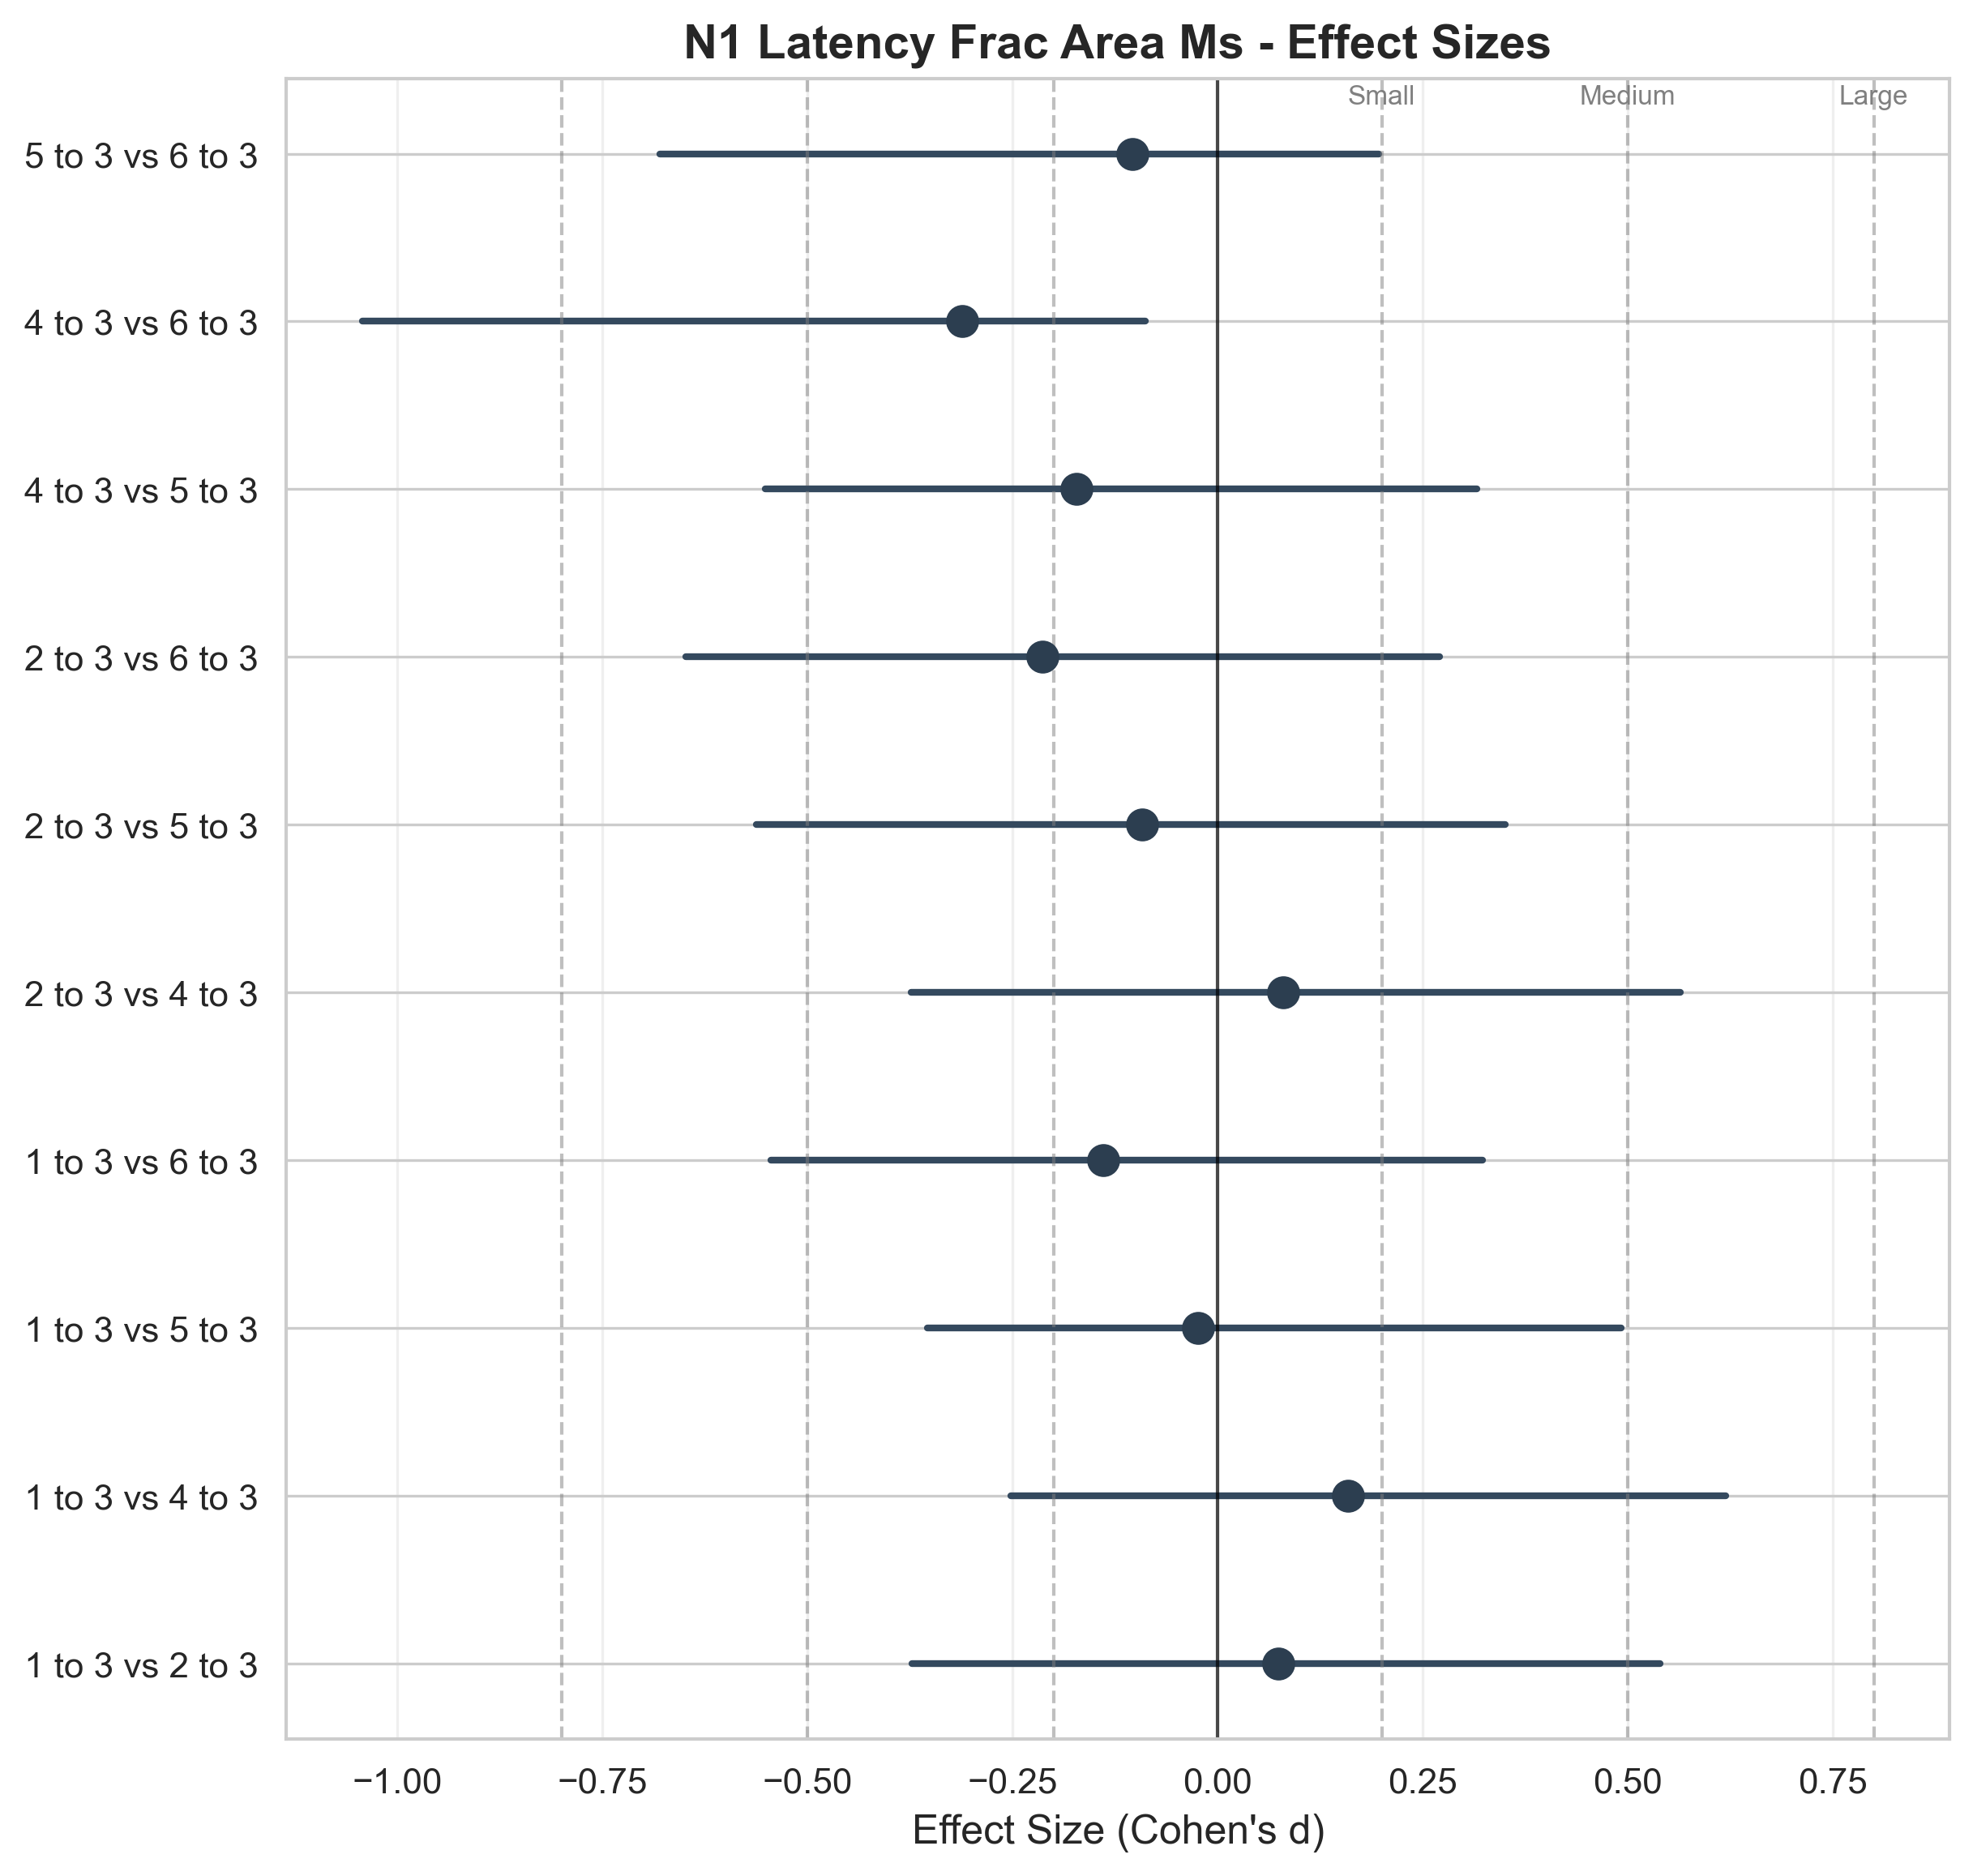 N1 Latency Frac Area Ms - Effect Sizes
Small Medium Large
5 to 3 vs 6 to 3
4 to 3 vs 6 to 3
4 to 3 vs 5 to 3
2 to 3 vs 6 to 3
2 to 3 vs 5 to 3
2 to 3 vs 4 to 3
1 to 3 vs 6 to 3
1 to 3 vs 5 to 3
1 to 3 vs 4 to 3
1 to 3 vs 2 to 3
−1.00 −0.75 −0.50 −0.25 0.00 0.25 0.50 0.75
Effect Size (Cohen's d)